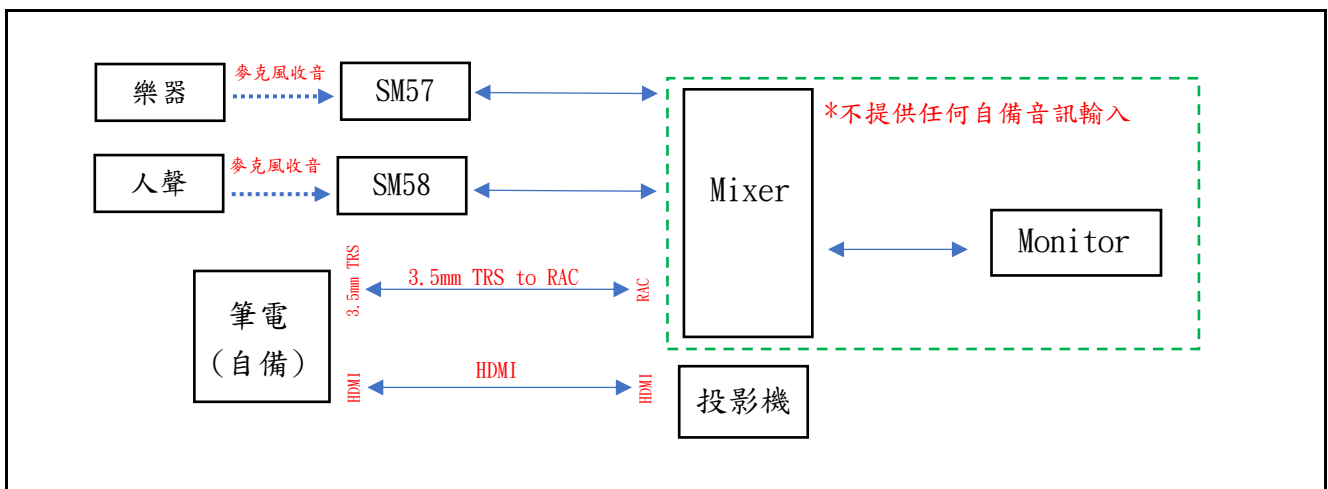 樂器
麥克風收音
SM57
人聲
麥克風收音
SM58
Mixer
*不提供任何自備音訊輸入
Monitor
筆電
(自備)
3.5mm TRS
3.5mm TRS to RAC
RAC
HDMI
HDMI
HDMI
投影機